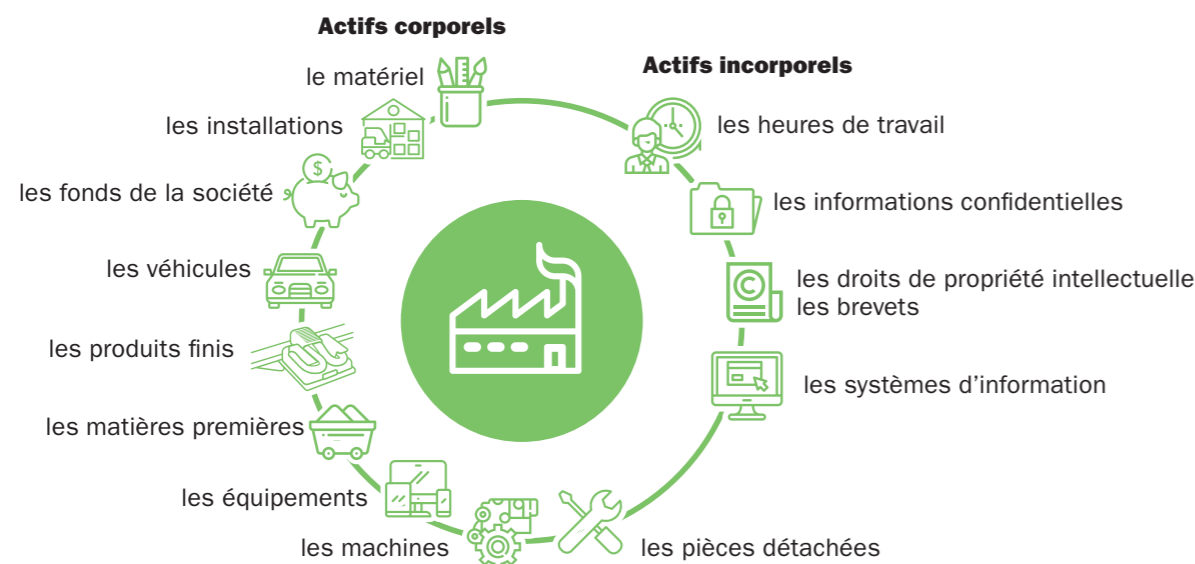 Actifs corporels
le matériel
les installations
les fonds de la société
les véhicules
les produits finis
les matières premières
les équipements
les machines
les pièces détachées
Actifs incorporels
les heures de travail
les informations confidentielles
les droits de propriété intellectuelle
les brevets
les systèmes d'information
$
©